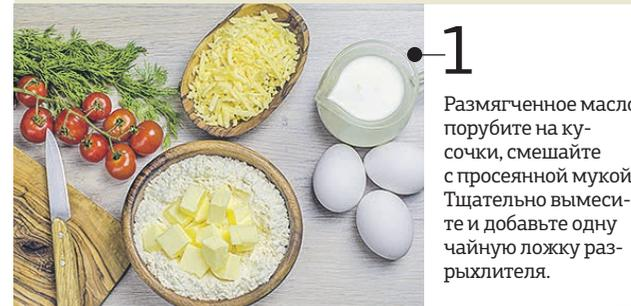 1
Размягченное масло
порубите на ку-
сочки, смешайте
с просеянной мукой
Тщательно вымеси-
те и добавьте одну
чайную ложку раз-
рыхлителя.